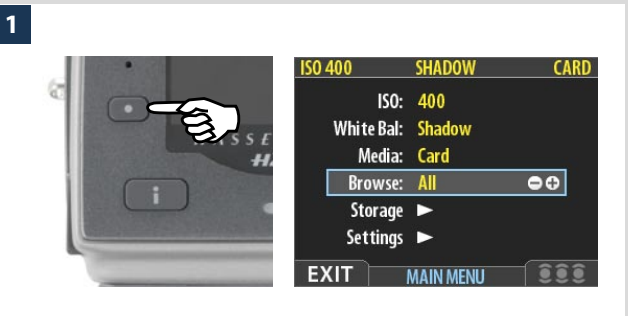 1
ISO 400 SHADOW CARD
ISO: 400
White Bal: Shadow
Media: Card
Browse: All
Storage
Settings
EXIT MAIN MENU
i